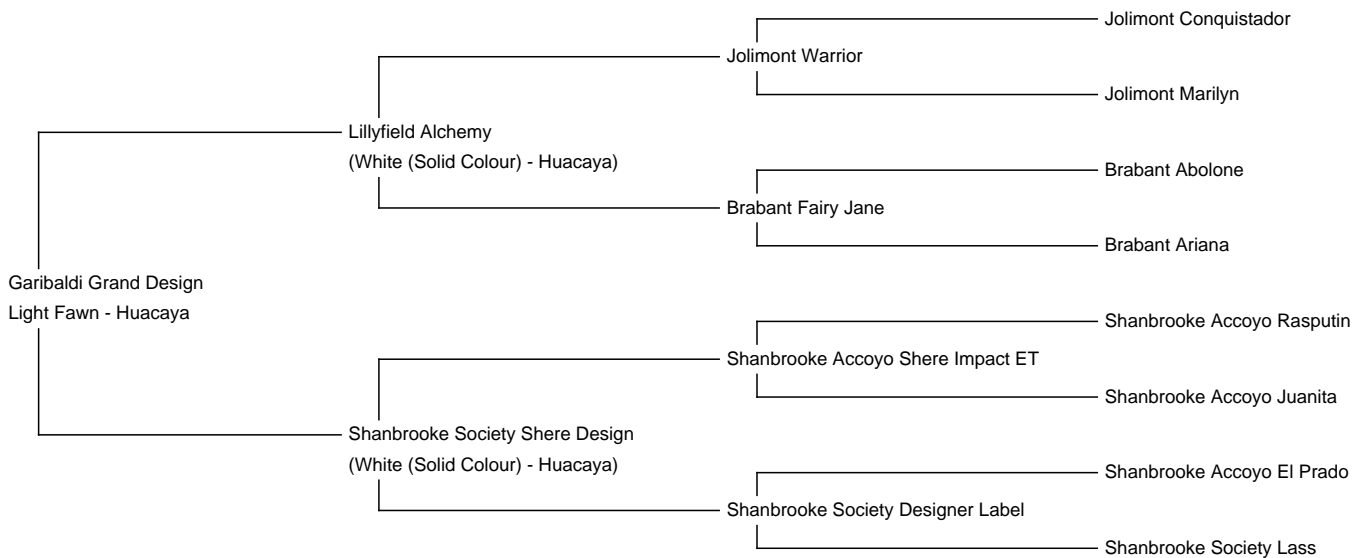 Jolimont Conquistador
Jolimont Warrior
Jolimont Marilyn
Lillyfield Alchemy
(White (Solid Colour) - Huacaya)
Brabant Abolone
Brabant Fairy Jane
Brabant Ariana
Garibaldi Grand Design
Light Fawn - Huacaya
Shanbrooke Accoyo Rasputin
Shanbrooke Accoyo Shere Impact ET
Shanbrooke Accoyo Juanita
Shanbrooke Society Shere Design
(White (Solid Colour) - Huacaya)
Shanbrooke Accoyo El Prado
Shanbrooke Society Designer Label
Shanbrooke Society Lass